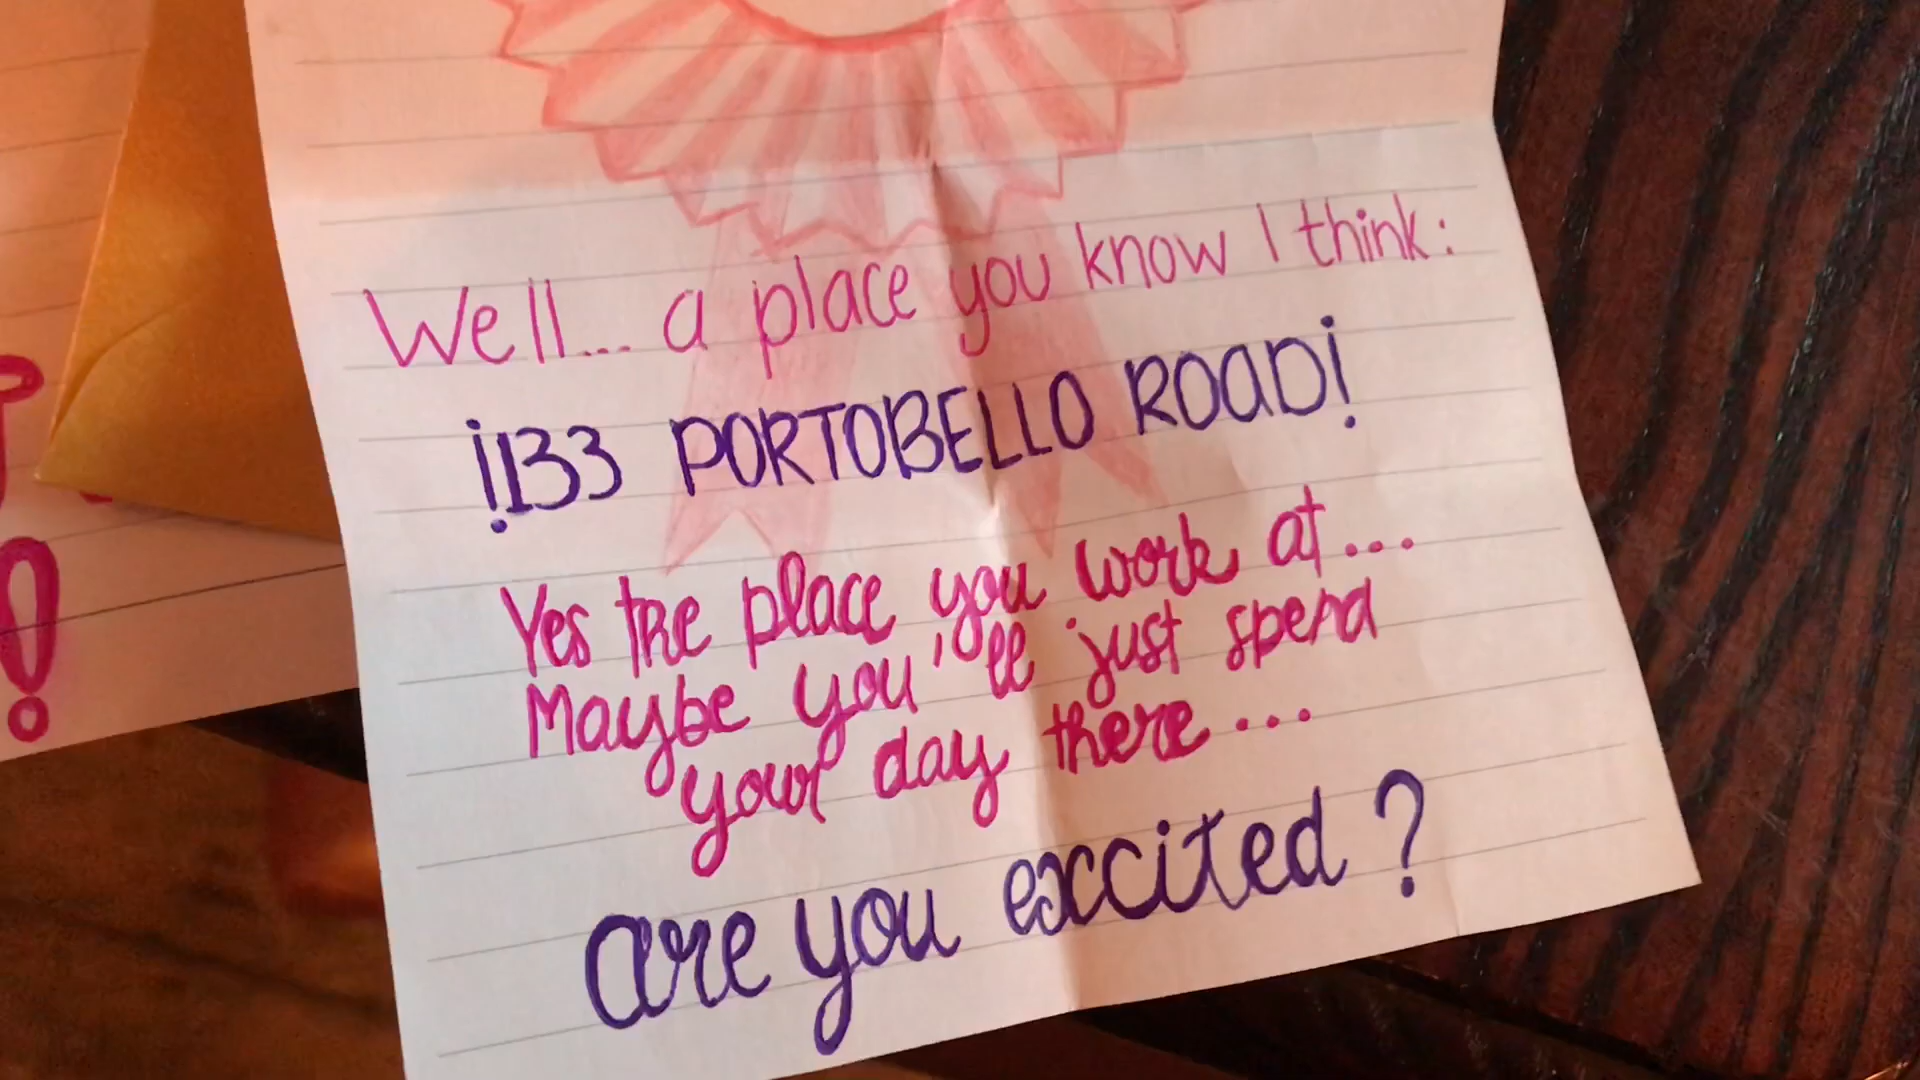 Well... a place you know I think:
¡133 PORTOBELLO ROAD!
Yes the place you work at...
Maybe you'll just spend
your day there...
are you excited?
!